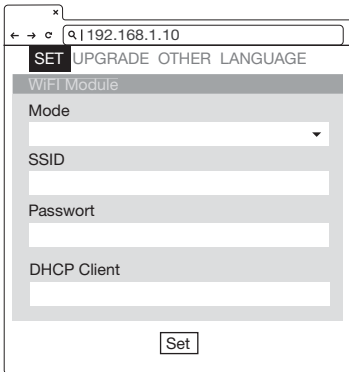 192.168.1.10
SET UPGRADE OTHER LANGUAGE
WiFI Module
Mode
SSID
Passwort
DHCP Client
Set